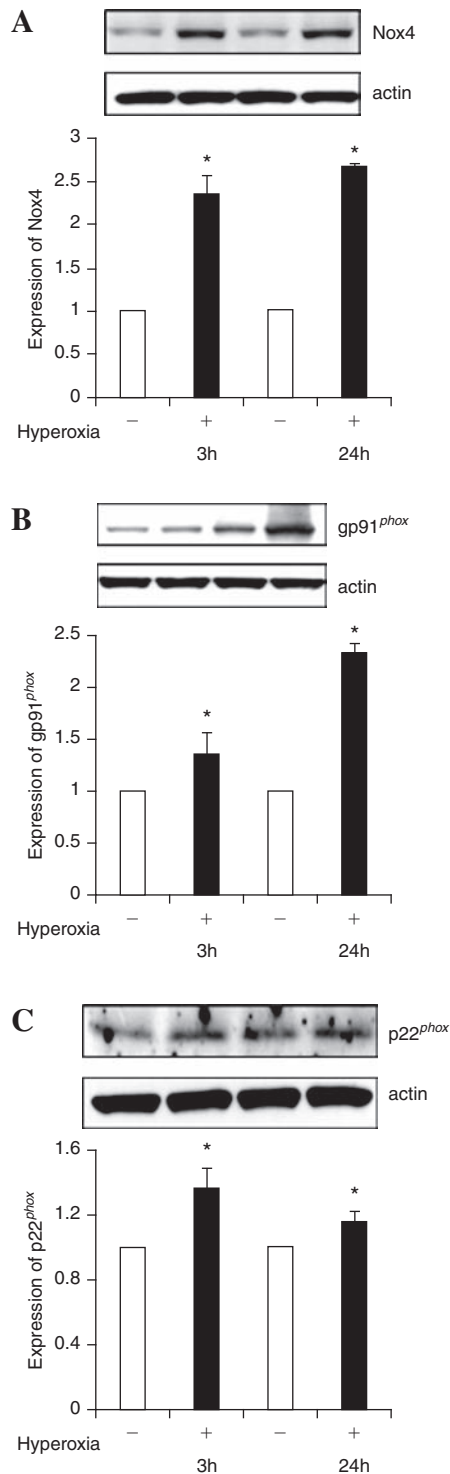 A
Nox4
actin
Expression of Nox4
3
2.5
2
1.5
1
0.5
0
*
*
Hyperoxia − + − +
3h 24h
B
gp91phox
actin
Expression of gp91phox
2.5
2
1.5
1
0.5
0
*
*
Hyperoxia − + − +
3h 24h
C
p22phox
actin
Expression of p22phox
1.6
1.2
0.8
0.4
0
*
*
Hyperoxia − + − +
3h 24h